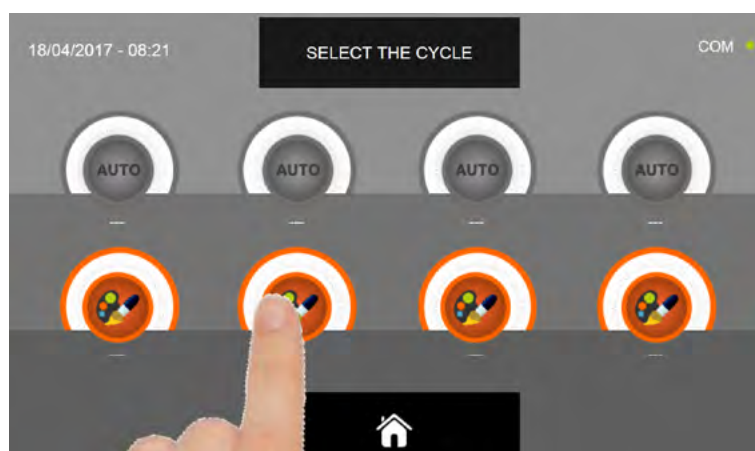 18/04/2017 - 08:21
SELECT THE CYCLE
COM
AUTO AUTO AUTO AUTO
--- --- --- ---
--- --- --- ---